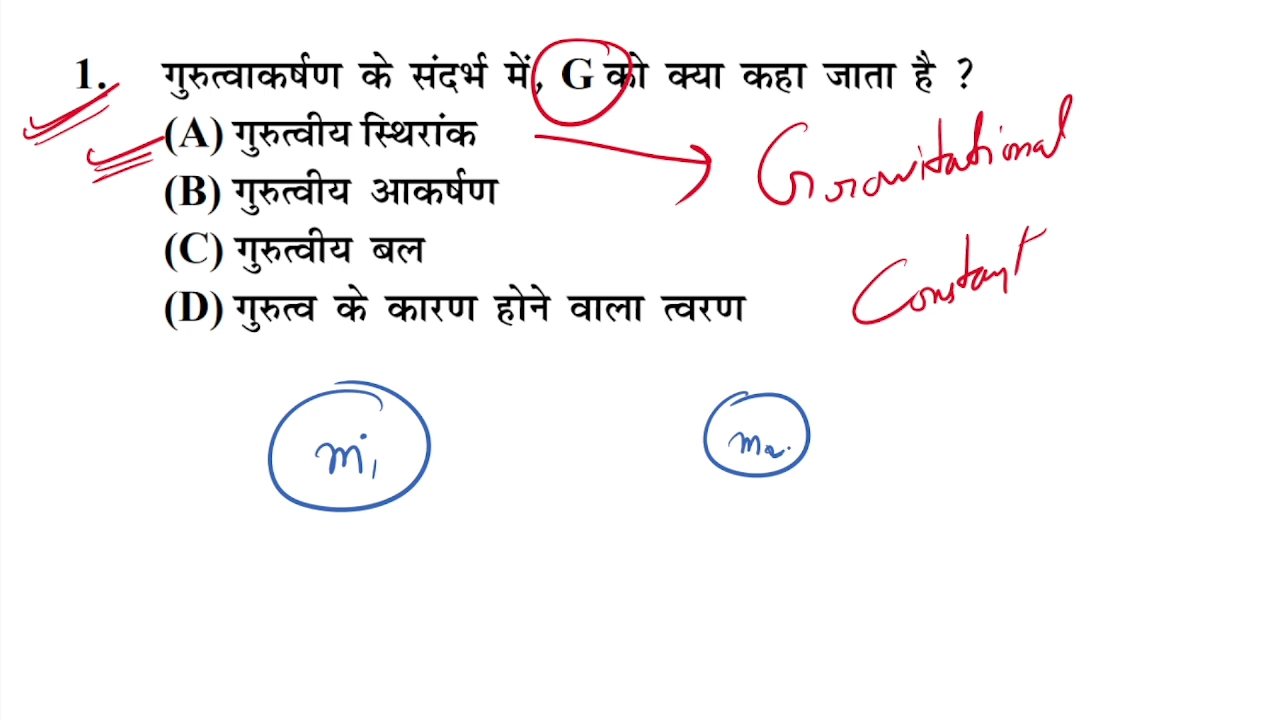 1. गुरुत्वाकर्षण के संदर्भ में, G को क्या कहा जाता है ?
(A) गुरुत्वीय स्थिरांक
Gravitational
(B) गुरुत्वीय आकर्षण
(C) गुरुत्वीय बल
Constant
(D) गुरुत्व के कारण होने वाला त्वरण
m1
m2